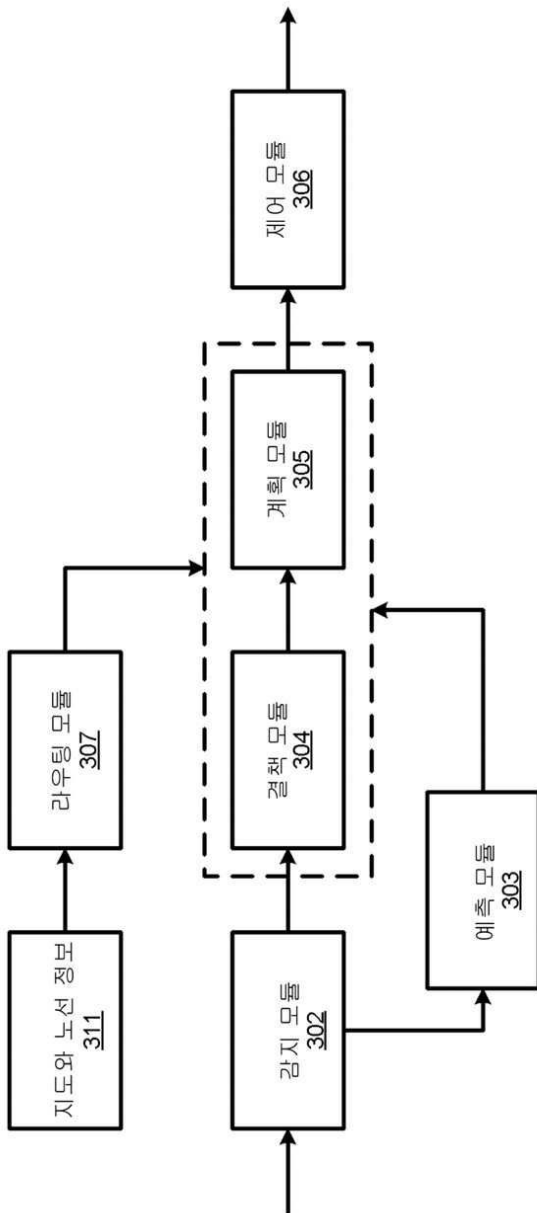 지도와 노선 정보
311
라우팅 모듈
307
감지 모듈
302
결책 모듈
304
계획 모듈
305
제어 모듈
306
예측 모듈
303